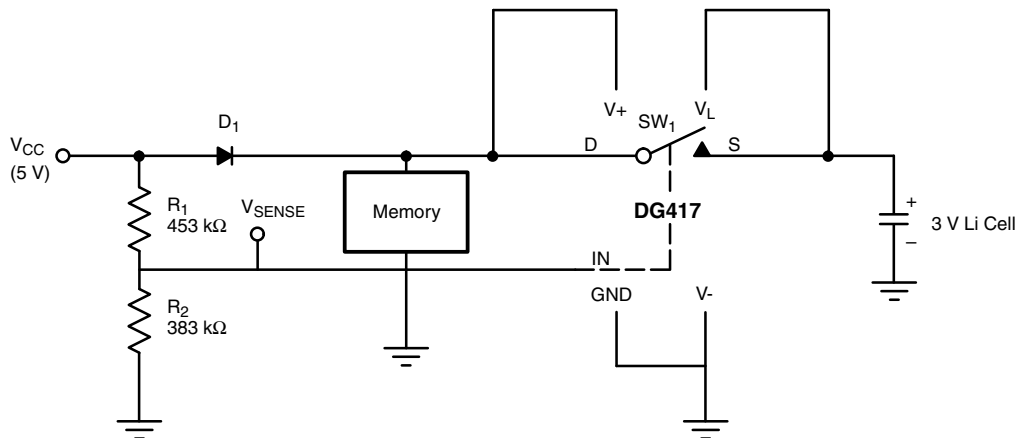 V+
VL
SW1
D1
VCC
(5 V)
D
S
R1
453 kΩ
VSENSE
Memory
DG417
+
–
3 V Li Cell
IN
GND
V-
R2
383 kΩ